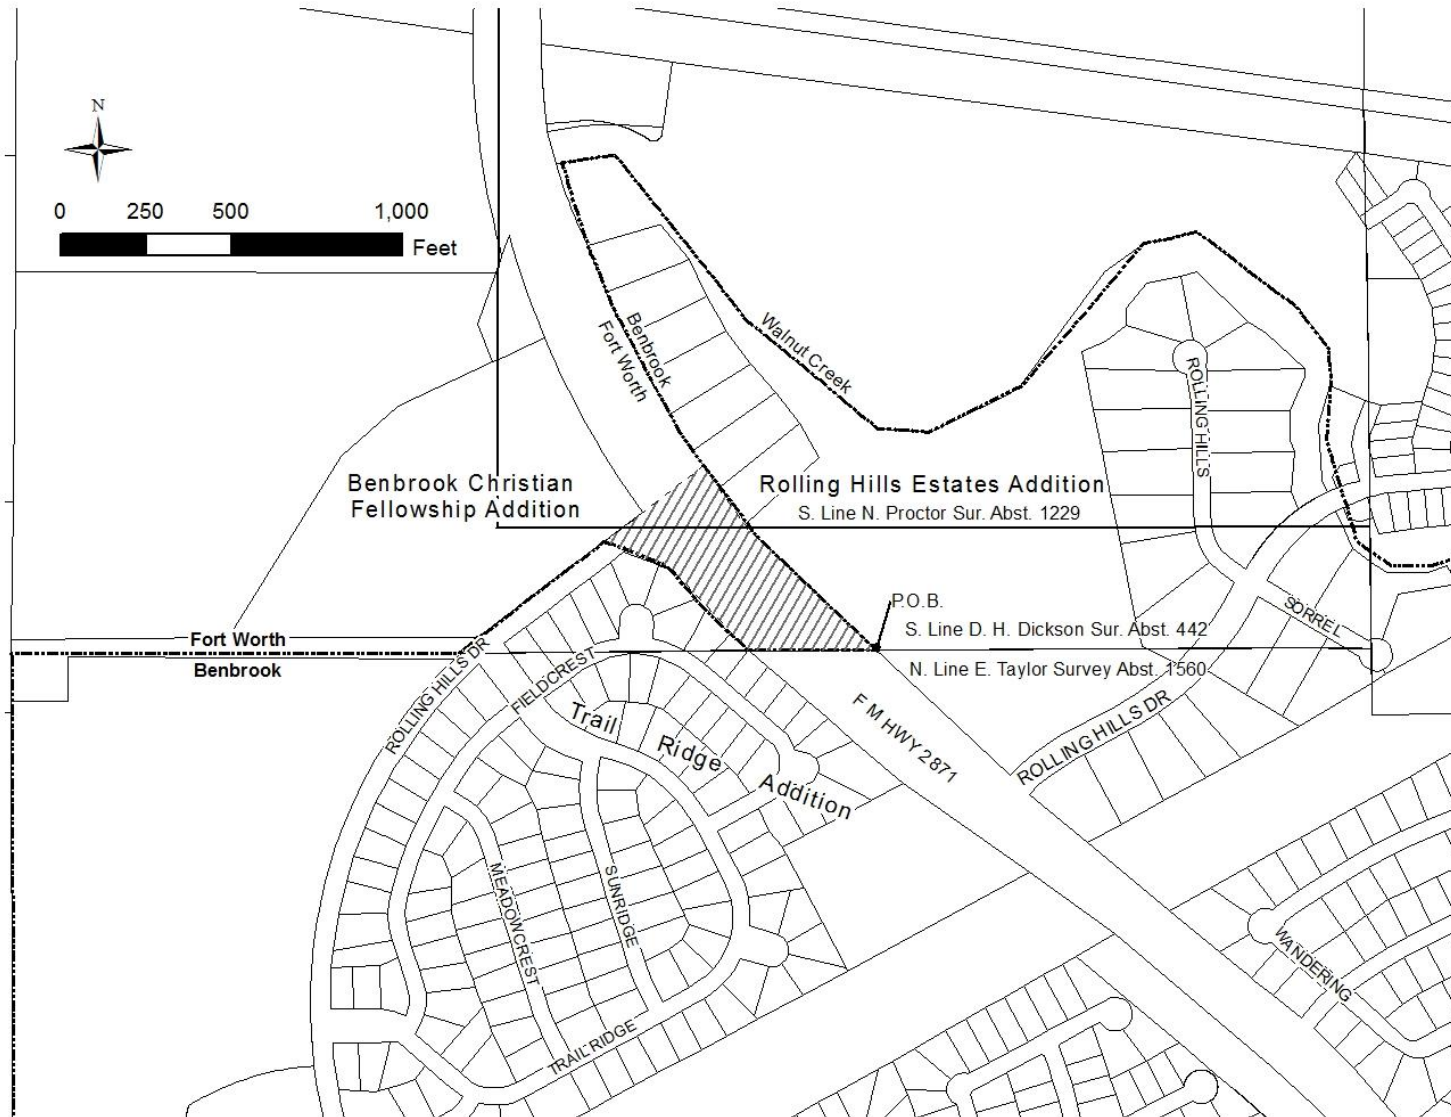 N
0 250 500 1,000
Feet
Benbrook
Fort Worth
Walnut Creek
ROLLING HILLS
Benbrook Christian
Fellowship Addition
Rolling Hills Estates Addition
S. Line N. Proctor Sur. Abst. 1229
P.O.B.
S. Line D. H. Dickson Sur. Abst. 442
SORREL
Fort Worth
Benbrook
N. Line E. Taylor Survey Abst. 1560
ROLLING HILLS DR
FIELDCREST
Trail
Ridge
Addition
F M HWY 2871
ROLLING HILLS DR
MEADOWCREST
SUNRIDGE
WANDERING
TRAIL RIDGE